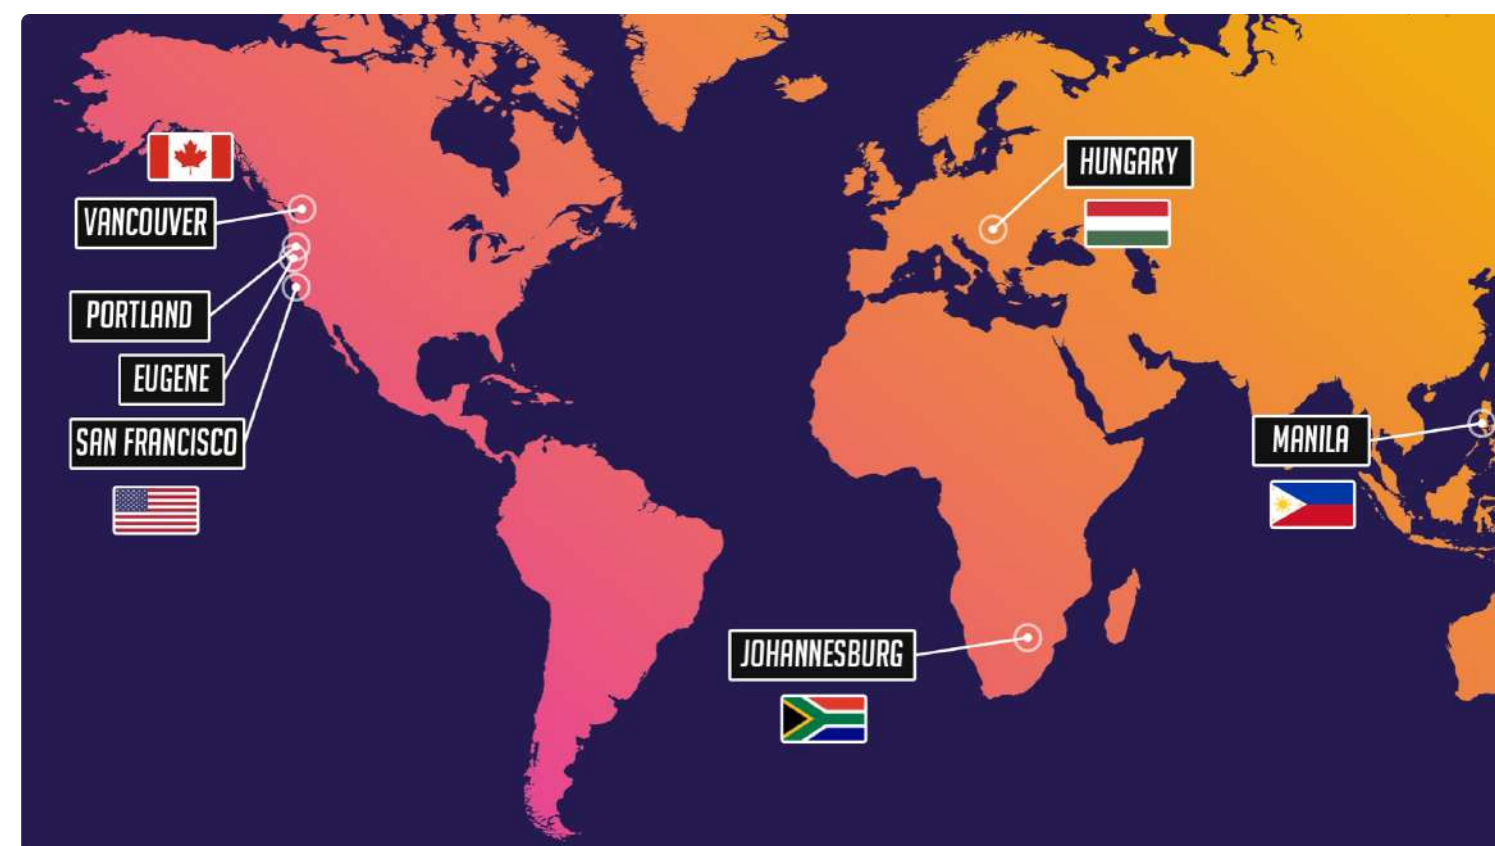 HUNGARY
VANCOUVER
PORTLAND
EUGENE
SAN FRANCISCO
MANILA
JOHANNESBURG